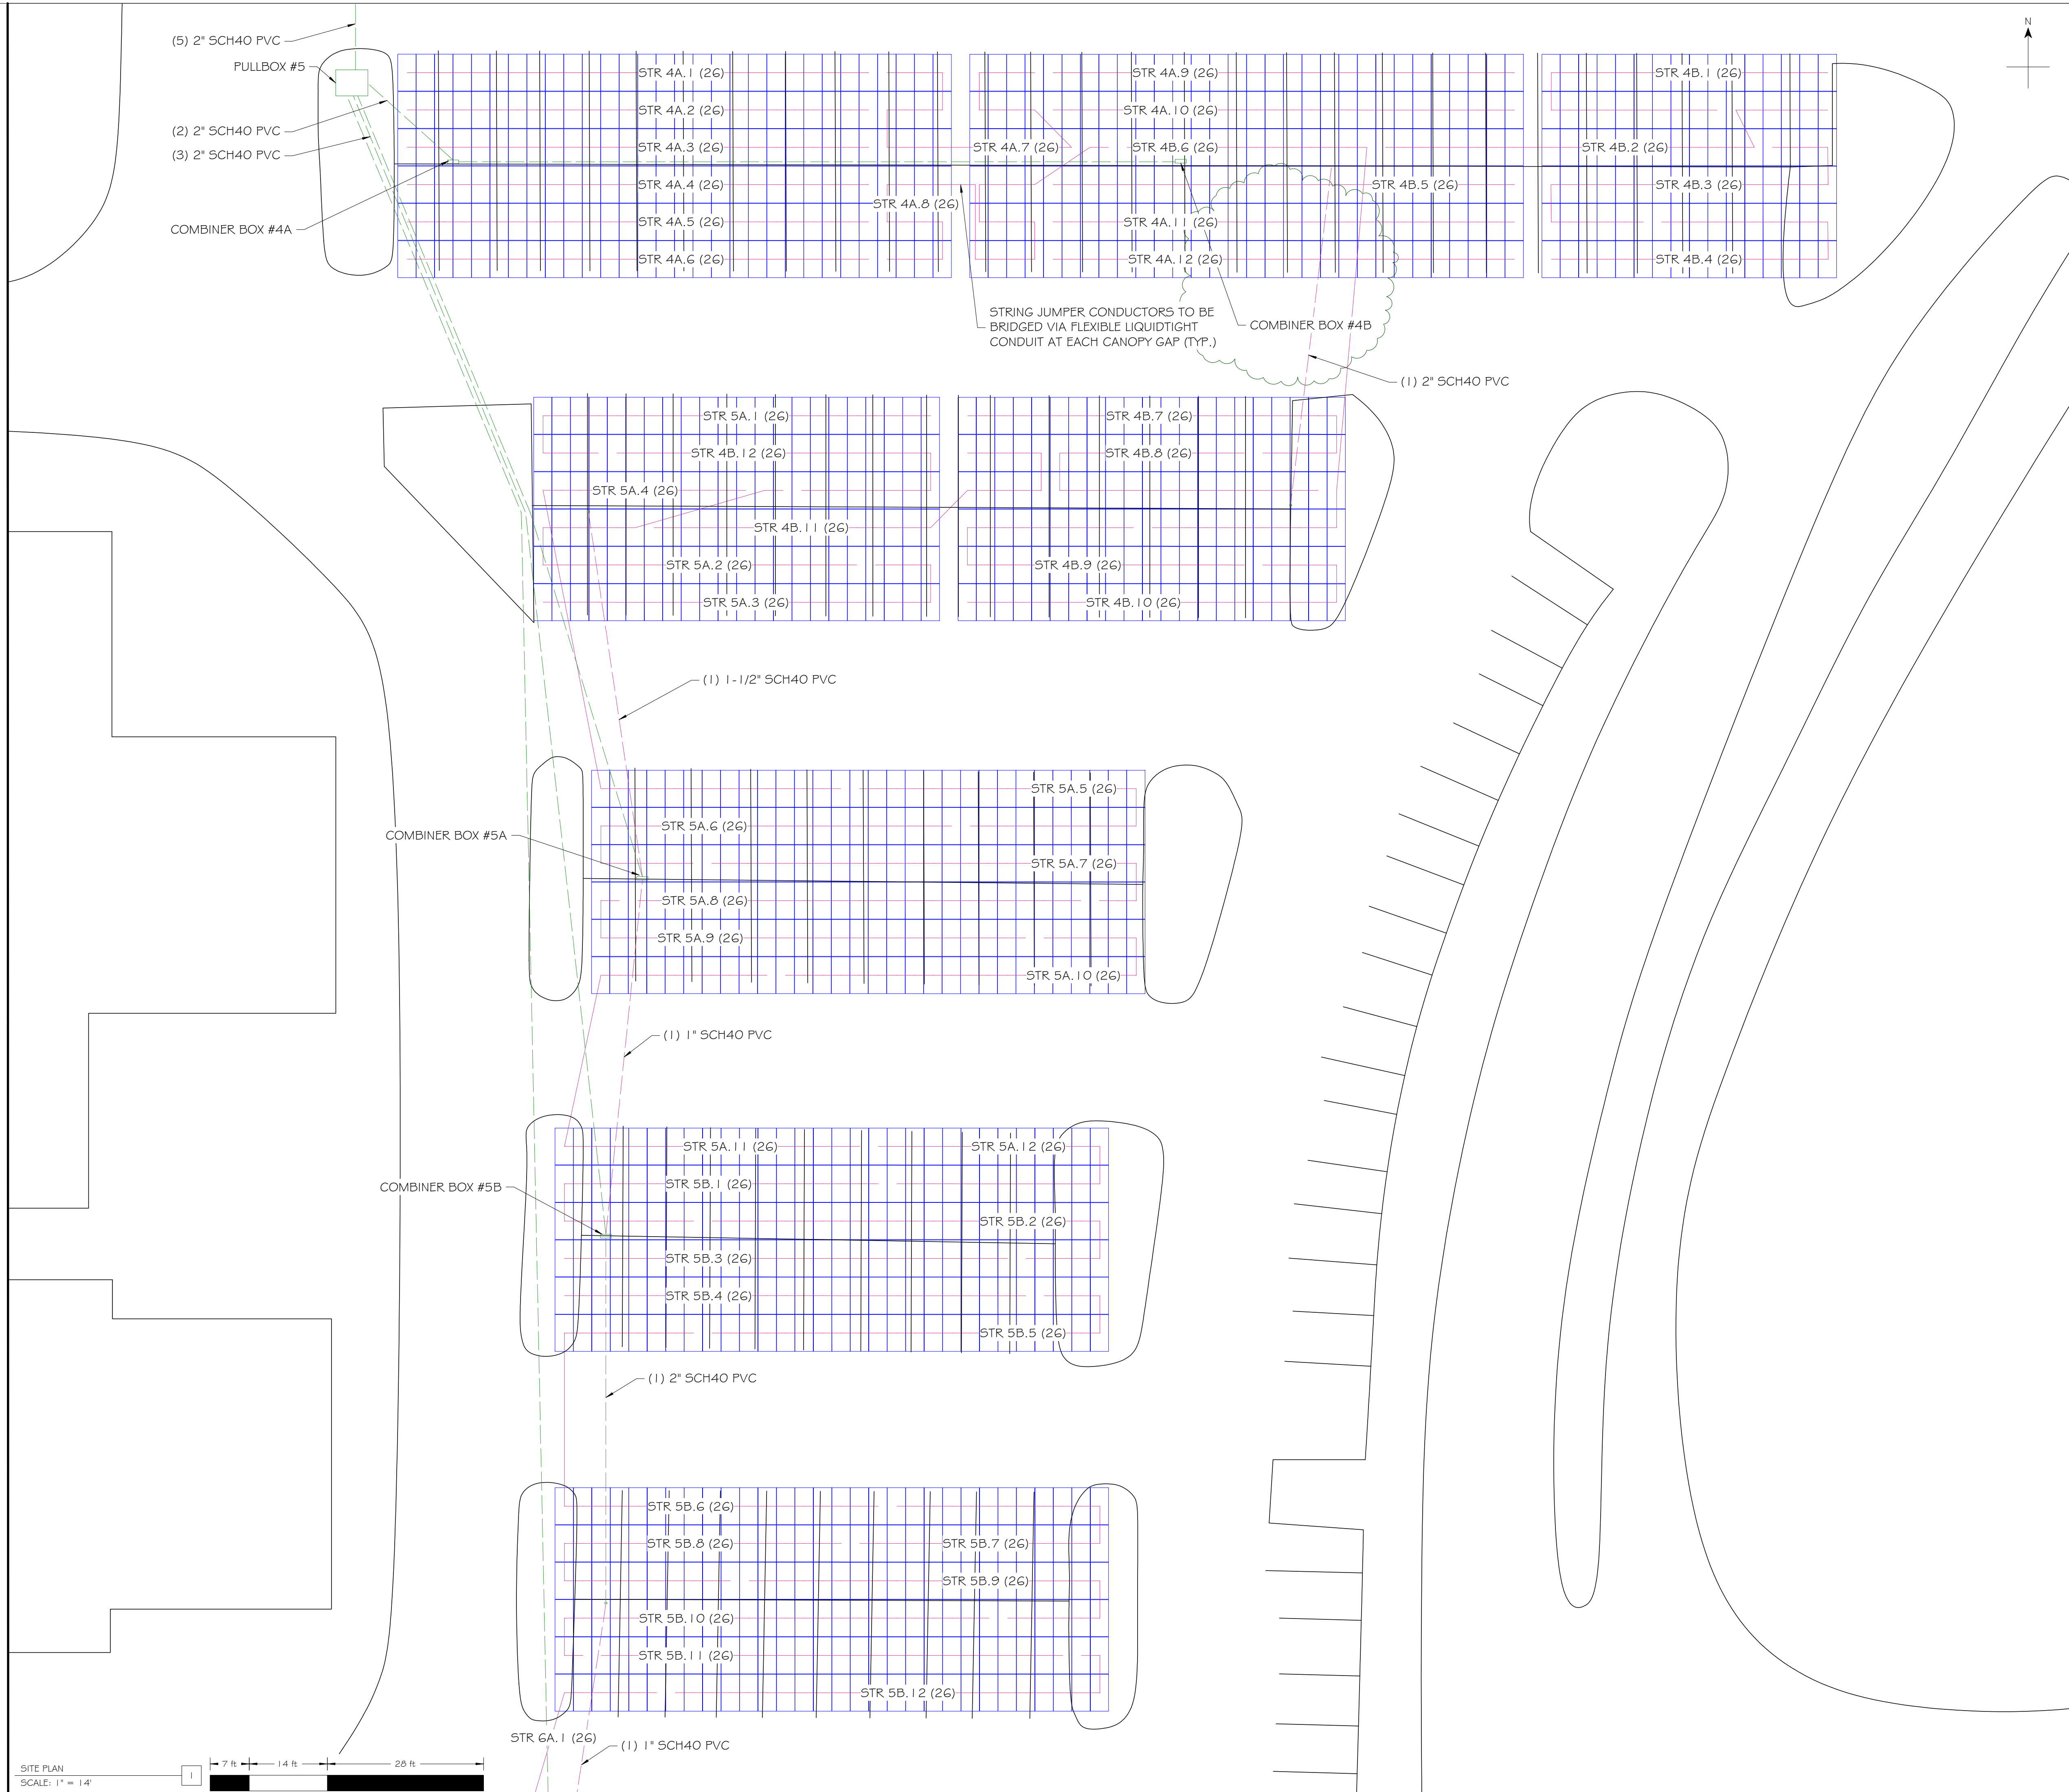 (5) 2" SCH40 PVC
PULLBOX #5
(2) 2" SCH40 PVC
(3) 2" SCH40 PVC
COMBINER BOX #4A
N
STR 4A.1 (26)
STR 4A.2 (26)
STR 4A.3 (26)
STR 4A.4 (26)
STR 4A.5 (26)
STR 4A.6 (26)
STR 4A.7 (26)
STR 4A.8 (26)
STR 4A.9 (26)
STR 4A.10 (26)
STR 4B.6 (26)
STR 4B.5 (26)
STR 4A.11 (26)
STR 4A.12 (26)
STR 4B.1 (26)
STR 4B.2 (26)
STR 4B.3 (26)
STR 4B.4 (26)
STRING JUMPER CONDUCTORS TO BE
BRIDGED VIA FLEXIBLE LIQUIDTIGHT
CONDUIT AT EACH CANOPY GAP (TYP.)
COMBINER BOX #4B
(1) 2" SCH40 PVC
STR 5A.1 (26)
STR 4B.12 (26)
STR 5A.4 (26)
STR 4B.11 (26)
STR 5A.2 (26)
STR 5A.3 (26)
STR 4B.7 (26)
STR 4B.8 (26)
STR 4B.9 (26)
STR 4B.10 (26)
(1) 1-1/2" SCH40 PVC
STR 5A.5 (26)
STR 5A.6 (26)
COMBINER BOX #5A
STR 5A.7 (26)
STR 5A.8 (26)
STR 5A.9 (26)
STR 5A.10 (26)
(1) 1" SCH40 PVC
STR 5A.11 (26)
STR 5A.12 (26)
COMBINER BOX #5B
STR 5B.1 (26)
STR 5B.2 (26)
STR 5B.3 (26)
STR 5B.4 (26)
STR 5B.5 (26)
(1) 2" SCH40 PVC
STR 5B.6 (26)
STR 5B.8 (26)
STR 5B.7 (26)
STR 5B.9 (26)
STR 5B.10 (26)
STR 5B.11 (26)
STR 5B.12 (26)
STR 6A.1 (26)
(1) 1" SCH40 PVC
SITE PLAN
SCALE: 1" = 14'
1
7 ft
14 ft
28 ft